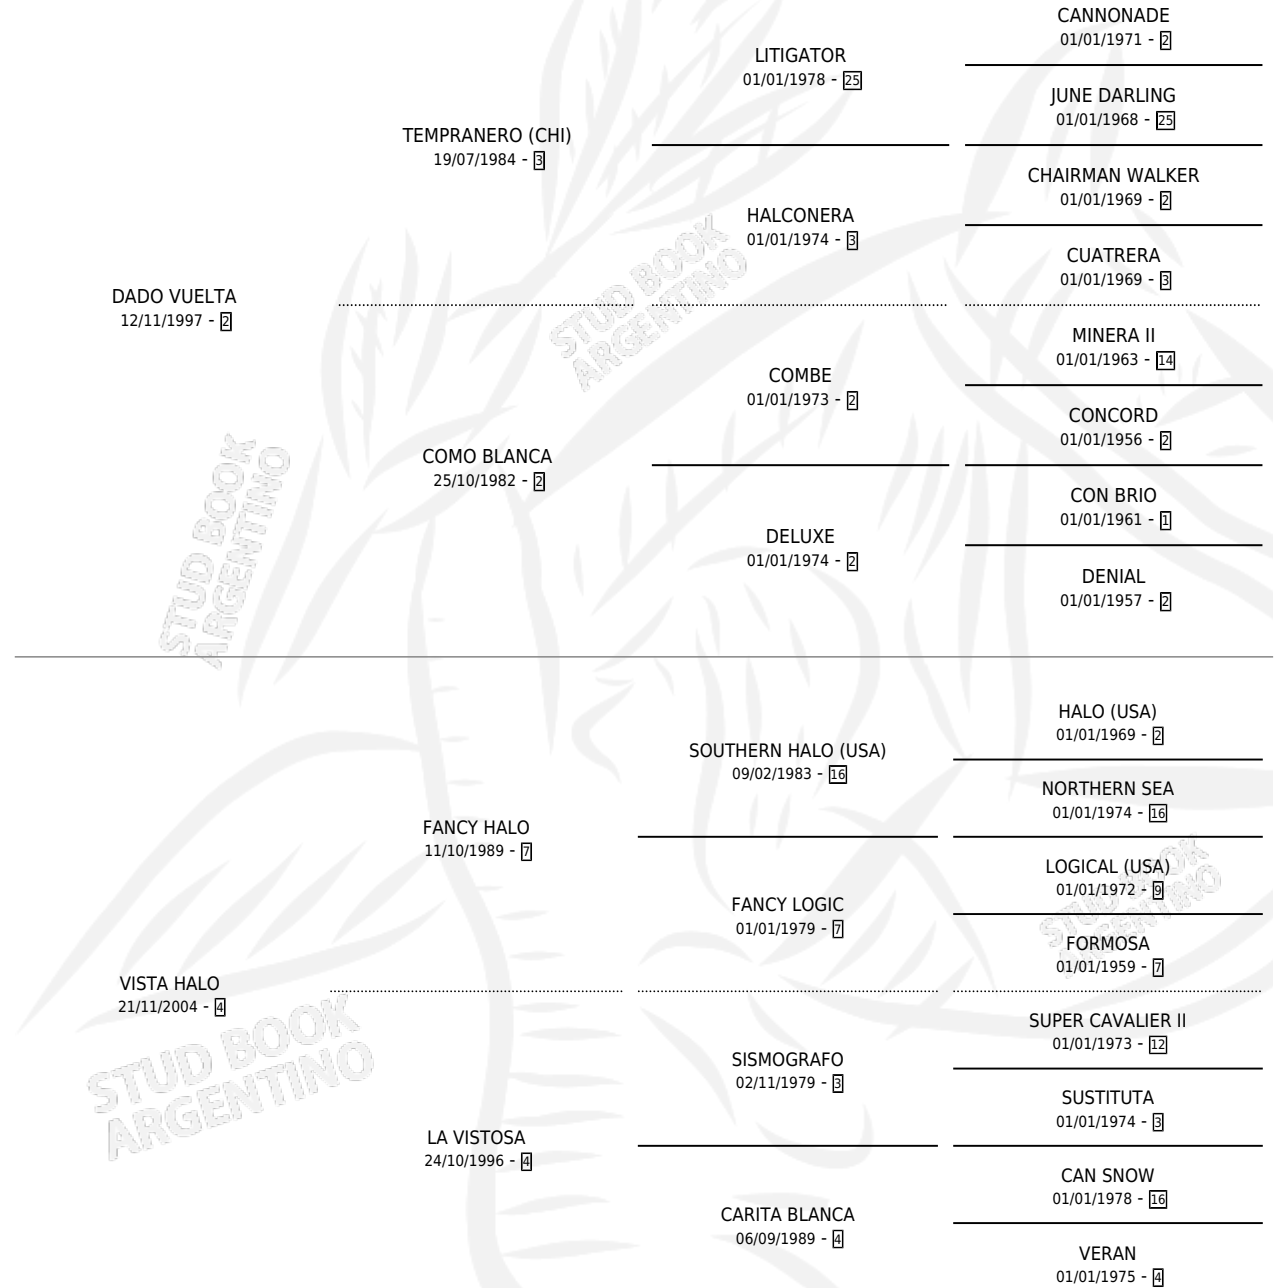 CANNONADE
01/01/1971 - 2
LITIGATOR
01/01/1978 - 25
JUNE DARLING
01/01/1968 - 25
TEMPRANERO (CHI)
19/07/1984 - 3
CHAIRMAN WALKER
01/01/1969 - 2
HALCONERA
01/01/1974 - 3
CUATRERA
01/01/1969 - 3
DADO VUELTA
12/11/1997 - 2
MINERA II
01/01/1963 - 14
COMBE
01/01/1973 - 2
CONCORD
01/01/1956 - 2
COMO BLANCA
25/10/1982 - 2
CON BRIO
01/01/1961 - 1
DELUXE
01/01/1974 - 2
DENIAL
01/01/1957 - 2
HALO (USA)
01/01/1969 - 2
SOUTHERN HALO (USA)
09/02/1983 - 16
NORTHERN SEA
01/01/1974 - 16
FANCY HALO
11/10/1989 - 7
LOGICAL (USA)
01/01/1972 - 9
FANCY LOGIC
01/01/1979 - 7
FORMOSA
01/01/1959 - 7
VISTA HALO
21/11/2004 - 4
SUPER CAVALIER II
01/01/1973 - 12
SISMOGRAFO
02/11/1979 - 3
SUSTITUTA
01/01/1974 - 3
LA VISTOSA
24/10/1996 - 4
CAN SNOW
01/01/1978 - 16
CARITA BLANCA
06/09/1989 - 4
VERAN
01/01/1975 - 4
STUD BOOK
ARGENTINO
STUD BOOK
ARGENTINO
STUD BOOK
ARGENTINO
STUD BOOK
ARGENTINO